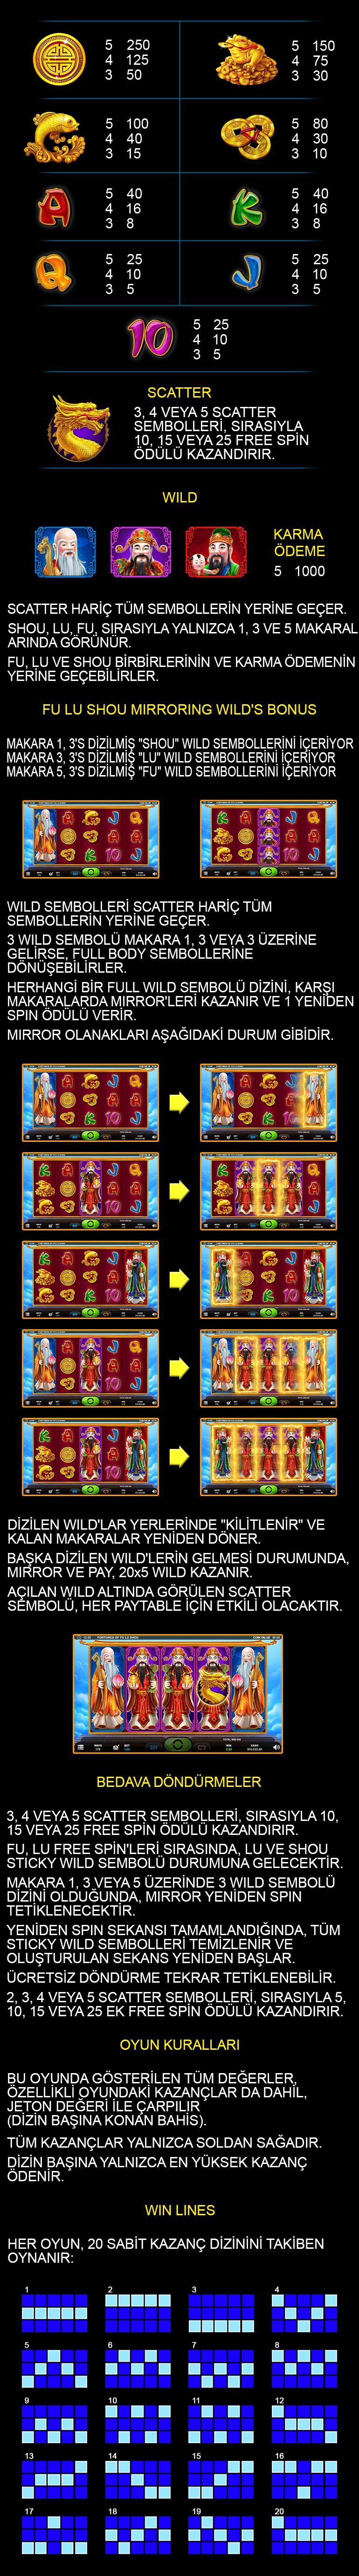 5 250
4 125
3 50
5 150
4 75
3 30
5 100
4 40
3 15
5 80
4 30
3 10
A
5 40
4 16
3 8
K
5 40
4 16
3 8
Q
5 25
4 10
3 5
J
5 25
4 10
3 5
10
5 25
4 10
3 5
SCATTER
3, 4 VEYA 5 SCATTER
SEMBOLLERİ, SIRASIYLA
10, 15 VEYA 25 FREE SPİN
ÖDÜLÜ KAZANDIRIR.
WILD
KARMA
ÖDEME
5 1000
SCATTER HARİÇ TÜM SEMBOLLERİN YERİNE GEÇER.
SHOU, LU, FU, SIRASIYLA YALNIZCA 1, 3 VE 5 MAKARAL
ARINDA GÖRÜNÜR.
FU, LU VE SHOU BİRBİRLERİNİN VE KARMA ÖDEMENİN
YERİNE GEÇEBİLİRLER.
FU LU SHOU MIRRORING WILD'S BONUS
MAKARA 1, 3'S DİZİLMİŞ "SHOU" WILD SEMBOLLERİNİ İÇERİYOR
MAKARA 3, 3'S DİZİLMİŞ "LU" WILD SEMBOLLERİNİ İÇERİYOR
MAKARA 5, 3'S DİZİLMİŞ "FU" WILD SEMBOLLERİNİ İÇERİYOR
WILD SEMBOLLERİ SCATTER HARİÇ TÜM
SEMBOLLERİN YERİNE GEÇER.
3 WILD SEMBOLÜ MAKARA 1, 3 VEYA 3 ÜZERİNE
GELİRSE, FULL BODY SEMBOLLERİNE
DÖNÜŞEBİLİRLER.
HERHANGİ BİR FULL WILD SEMBOLÜ DİZİNİ, KARŞI
MAKARALARDA MIRROR'LERİ KAZANIR VE 1 YENİDEN
SPIN ÖDÜLÜ VERİR.
MIRROR OLANAKLARI AŞAĞIDAKİ DURUM GİBİDİR.
DİZİLEN WILD'LAR YERLERİNDE "KİLİTLENİR" VE
KALAN MAKARALAR YENİDEN DÖNER.
BAŞKA DİZİLEN WILD'LERİN GELMESİ DURUMUNDA,
MIRROR VE PAY, 20x5 WILD KAZANIR.
AÇILAN WILD ALTINDA GÖRÜLEN SCATTER
SEMBOLÜ, HER PAYTABLE İÇİN ETKİLİ OLACAKTIR.
BEDAVA DÖNDÜRMELER
3, 4 VEYA 5 SCATTER SEMBOLLERİ, SIRASIYLA 10,
15 VEYA 25 FREE SPİN ÖDÜLÜ KAZANDIRIR.
FU, LU FREE SPİN'LERİ SIRASINDA, LU VE SHOU
STICKY WILD SEMBOLÜ DURUMUNA GELECEKTİR.
MAKARA 1, 3 VEYA 5 ÜZERİNDE 3 WILD SEMBOLÜ
DİZİNİ OLDUĞUNDA, MIRROR YENİDEN SPIN
TETİKLENECEKTİR.
YENİDEN SPIN SEKANSI TAMAMLANDIĞINDA, TÜM
STICKY WILD SEMBOLLERİ TEMİZLENİR VE
OLUŞTURULAN SEKANS YENİDEN BAŞLAR.
ÜCRETSİZ DÖNDÜRME TEKRAR TETİKLENEBİLİR.
2, 3, 4 VEYA 5 SCATTER SEMBOLLERİ, SIRASIYLA 5,
10, 15 VEYA 25 EK FREE SPİN ÖDÜLÜ KAZANDIRIR.
OYUN KURALLARI
BU OYUNDA GÖSTERİLEN TÜM DEĞERLER,
ÖZELLİKLİ OYUNDAKİ KAZANÇLAR DA DAHİL,
JETON DEĞERİ İLE ÇARPILIR
(DİZİN BAŞINA KONAN BAHİS).
TÜM KAZANÇLAR YALNIZCA SOLDAN SAĞADIR.
DİZİN BAŞINA YALNIZCA EN YÜKSEK KAZANÇ
ÖDENİR.
WIN LINES
HER OYUN, 20 SABİT KAZANÇ DİZİNİNİ TAKİBEN
OYNANIR:
1 2 3 4
5 6 7 8
9 10 11 12
13 14 15 16
17 18 19 20